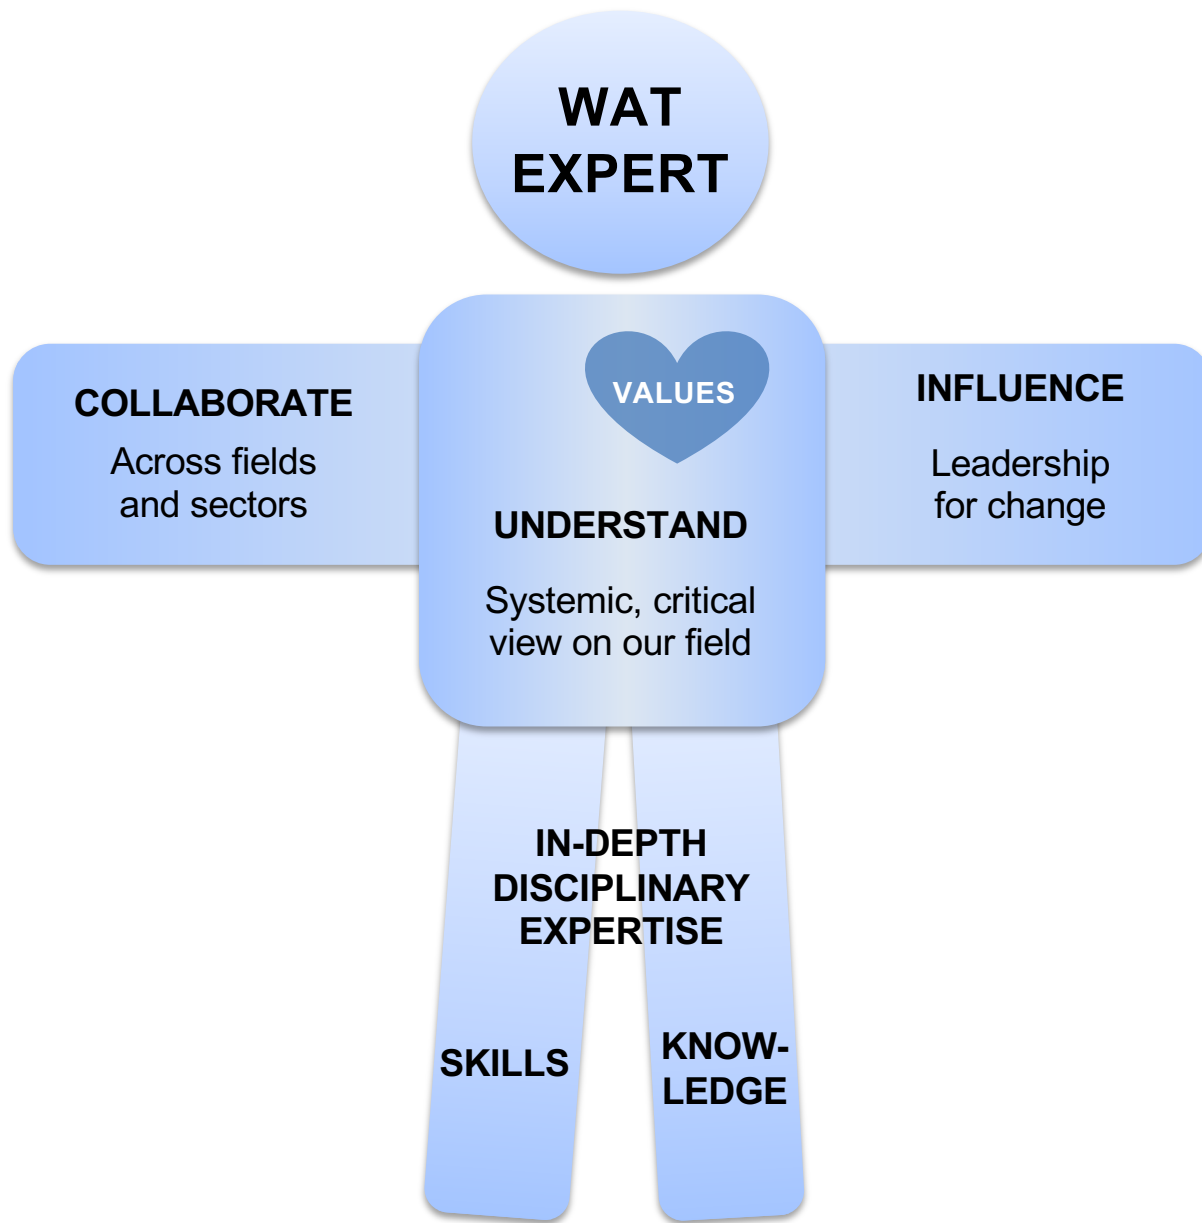 WAT
EXPERT
COLLABORATE
Across fields
and sectors
VALUES
UNDERSTAND
Systemic, critical
view on our field
INFLUENCE
Leadership
for change
IN-DEPTH
DISCIPLINARY
EXPERTISE
SKILLS
KNOW-
LEDGE